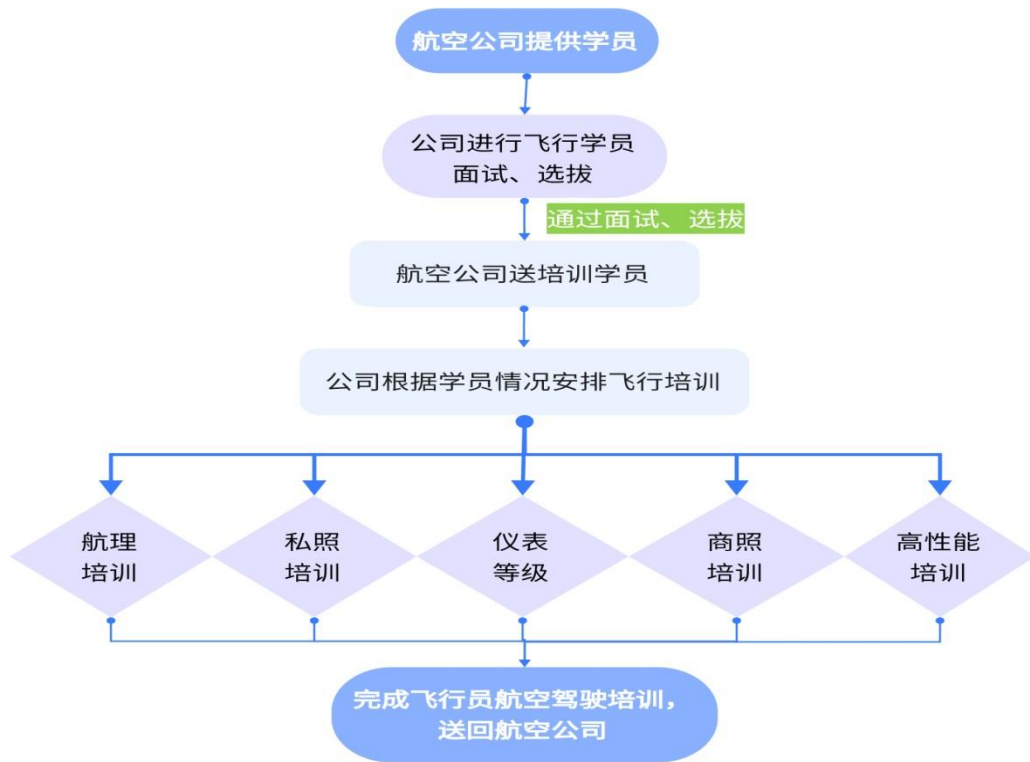 航空公司提供学员
公司进行飞行学员
面试、选拔
通过面试、选拔
航空公司送培训学员
公司根据学员情况安排飞行培训
航理
培训
私照
培训
仪表
等级
商照
培训
高性能
培训
完成飞行员航空驾驶培训，
送回航空公司